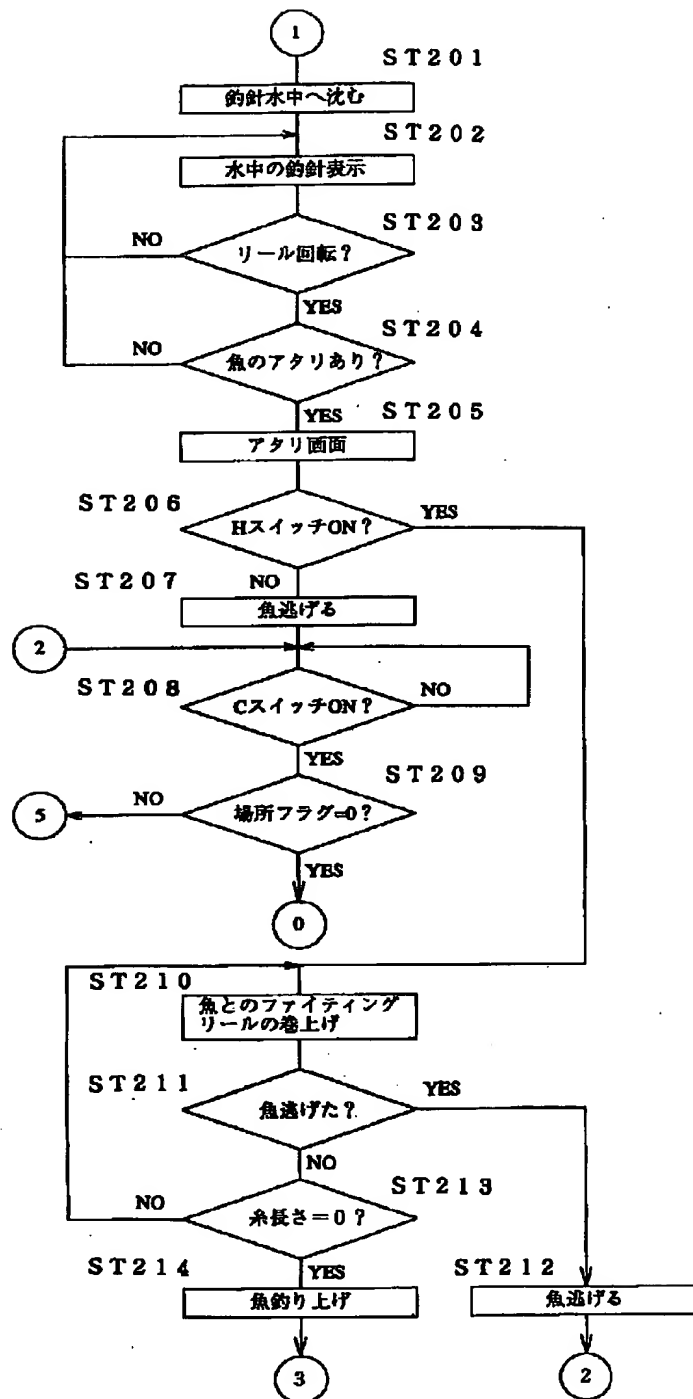 1
ST201
釣針水中へ沈む
ST202
水中の釣針表示
ST203
NO
リール回転？
YES
ST204
NO
魚のアタリあり？
YES
ST205
アタリ画面
ST206
YES
HスイッチON？
ST207
NO
魚逃げる
2
ST208
NO
CスイッチON？
YES
ST209
NO
5
場所フラグ=0？
YES
0
ST210
魚とのファイティング
リールの巻上げ
ST211
YES
魚逃げた？
NO
ST213
NO
糸長さ＝0？
ST214
YES
ST212
魚釣り上げ
魚逃げる
3
2